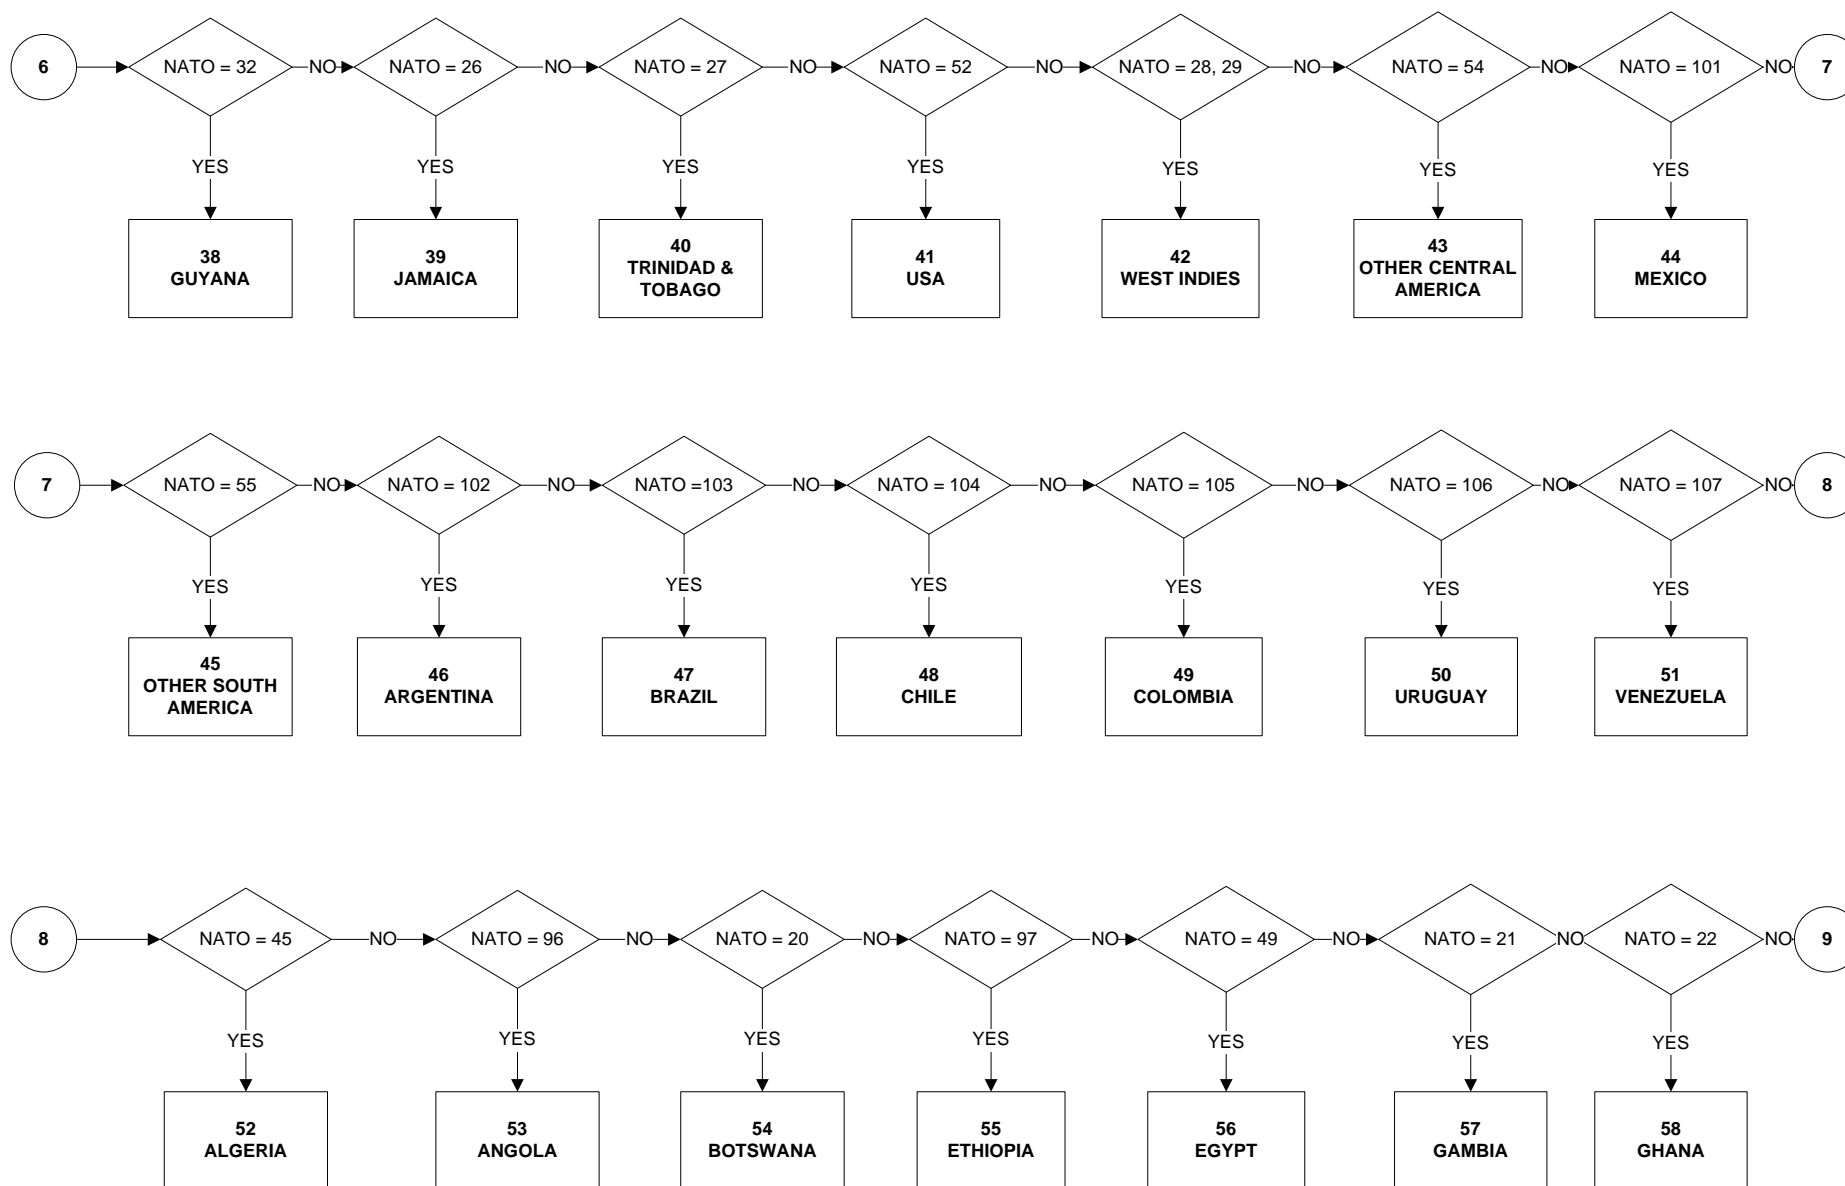 6
NATO = 32
NO
NATO = 26
NO
NATO = 27
NO
NATO = 52
NO
NATO = 28, 29
NO
NATO = 54
NO
NATO = 101
NO
7
YES
YES
YES
YES
YES
YES
YES
38
GUYANA
39
JAMAICA
40
TRINIDAD &
TOBAGO
41
USA
42
WEST INDIES
43
OTHER CENTRAL
AMERICA
44
MEXICO
7
NATO = 55
NO
NATO = 102
NO
NATO =103
NO
NATO = 104
NO
NATO = 105
NO
NATO = 106
NO
NATO = 107
NO
8
YES
YES
YES
YES
YES
YES
YES
45
OTHER SOUTH
AMERICA
46
ARGENTINA
47
BRAZIL
48
CHILE
49
COLOMBIA
50
URUGUAY
51
VENEZUELA
8
NATO = 45
NO
NATO = 96
NO
NATO = 20
NO
NATO = 97
NO
NATO = 49
NO
NATO = 21
NO
NATO = 22
NO
9
YES
YES
YES
YES
YES
YES
YES
52
ALGERIA
53
ANGOLA
54
BOTSWANA
55
ETHIOPIA
56
EGYPT
57
GAMBIA
58
GHANA